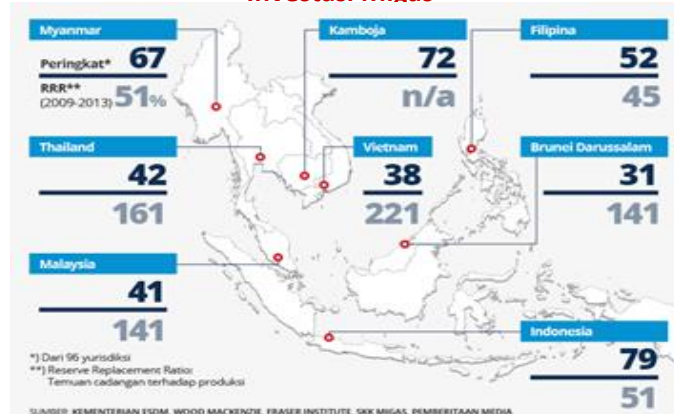 Investasi Migas
Myanmar
Peringkat* 67
RRR** (2009-2013) 51%
Kamboja
72
n/a
Filipina
52
45
Thailand
42
161
Vietnam
38
221
Brunei Darussalam
31
141
Malaysia
41
141
Indonesia
79
51
*) Dari 96 yurisdiksi
**) Reserve Replacement Ratio:
Temuan cadangan terhadap produksi
SUMBER: KEMENTERIAN ESDM, WOOD MACKENZIE, FRASER INSTITUTE, SKK MIGAS, PEMBERITAAN MEDIA